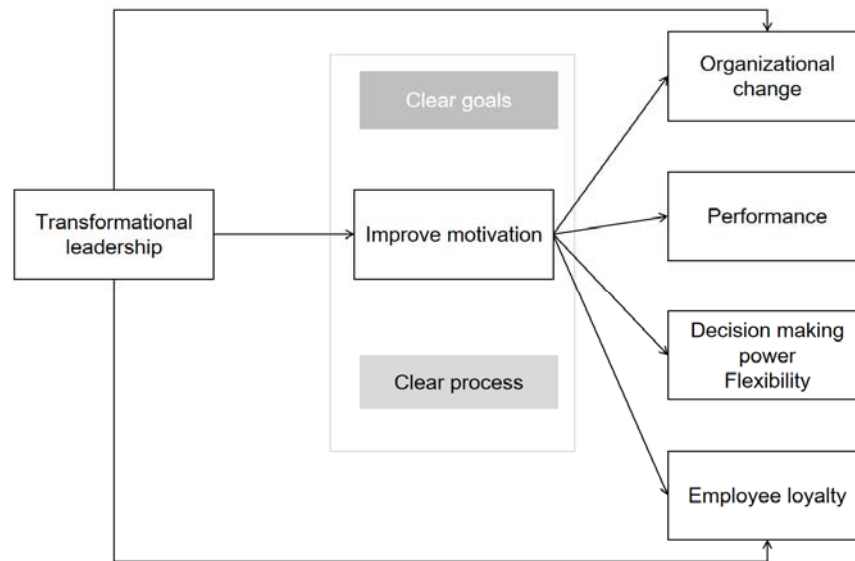 Organizational
change
Clear goals
Transformational
leadership
Improve motivation
Performance
Decision making
power
Flexibility
Clear process
Employee loyalty